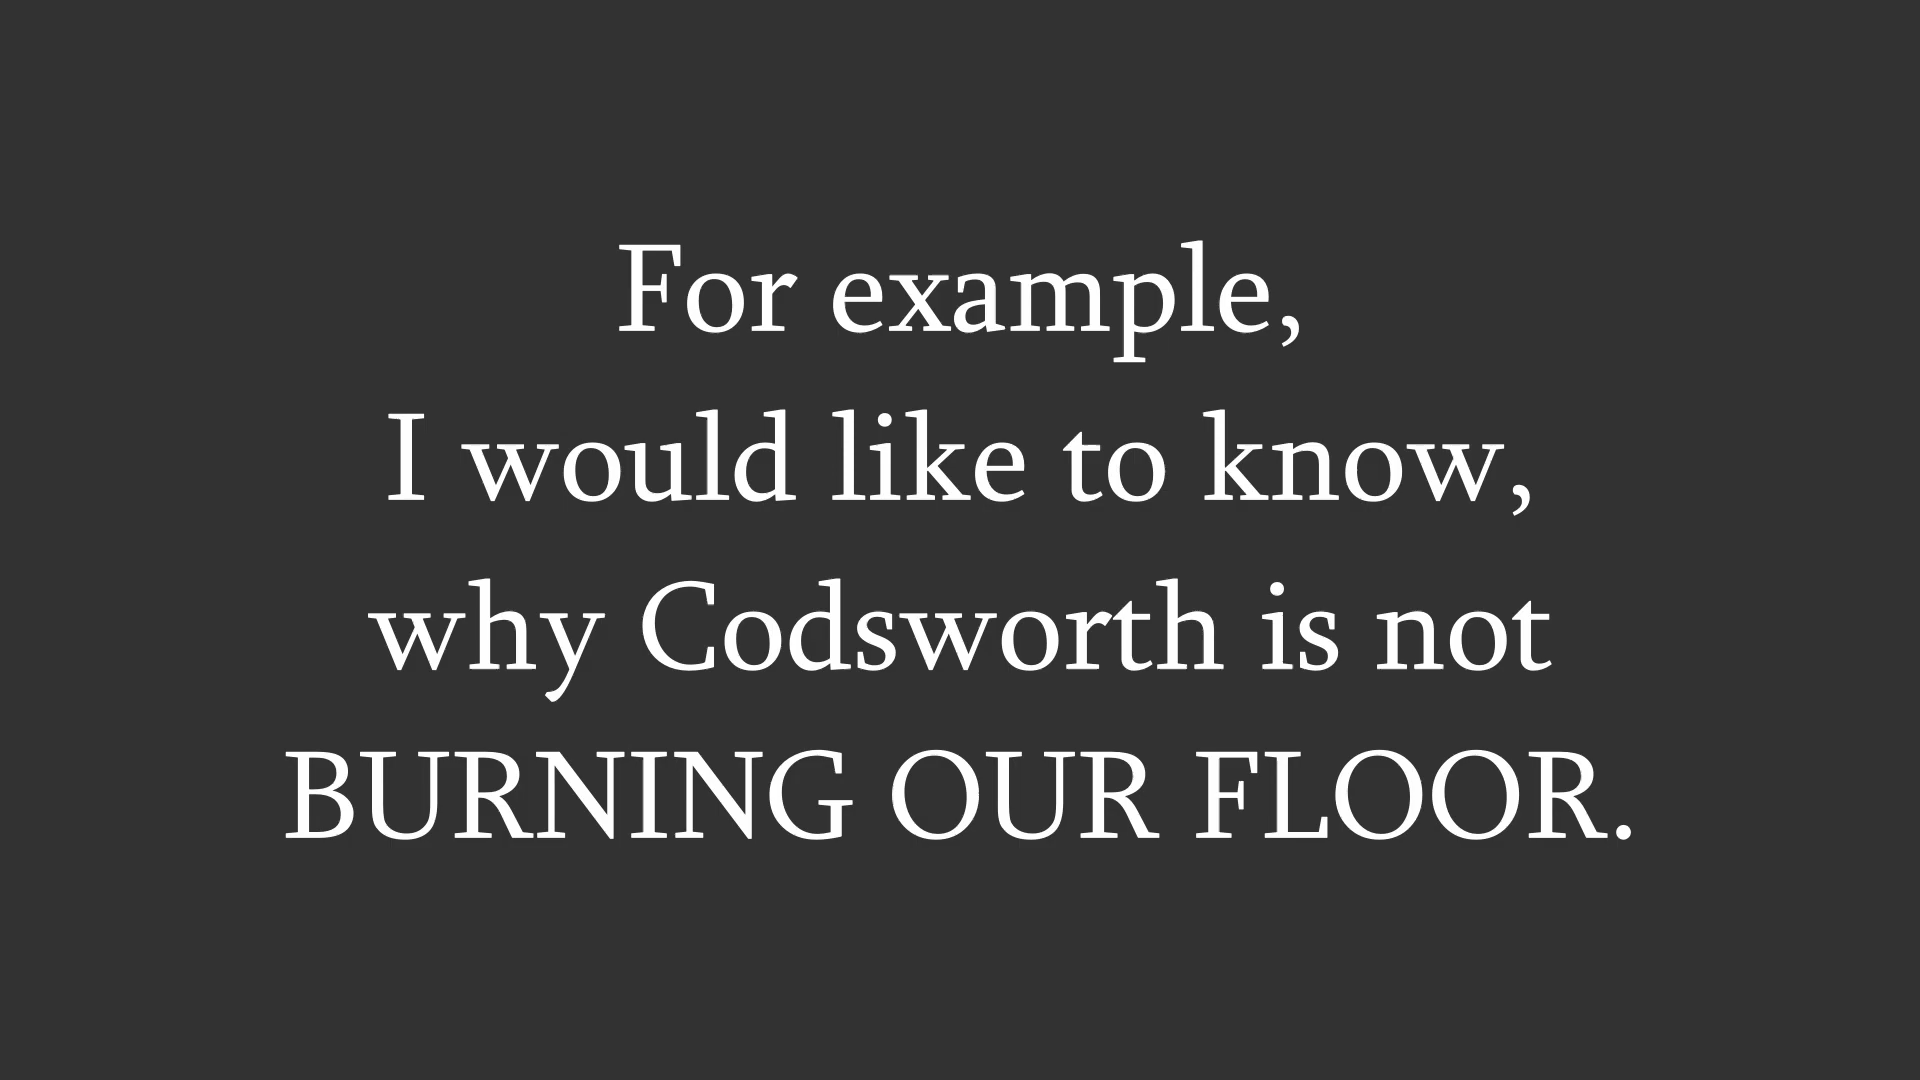 For example,
I would like to know,
why Codsworth is not
BURNING OUR FLOOR.